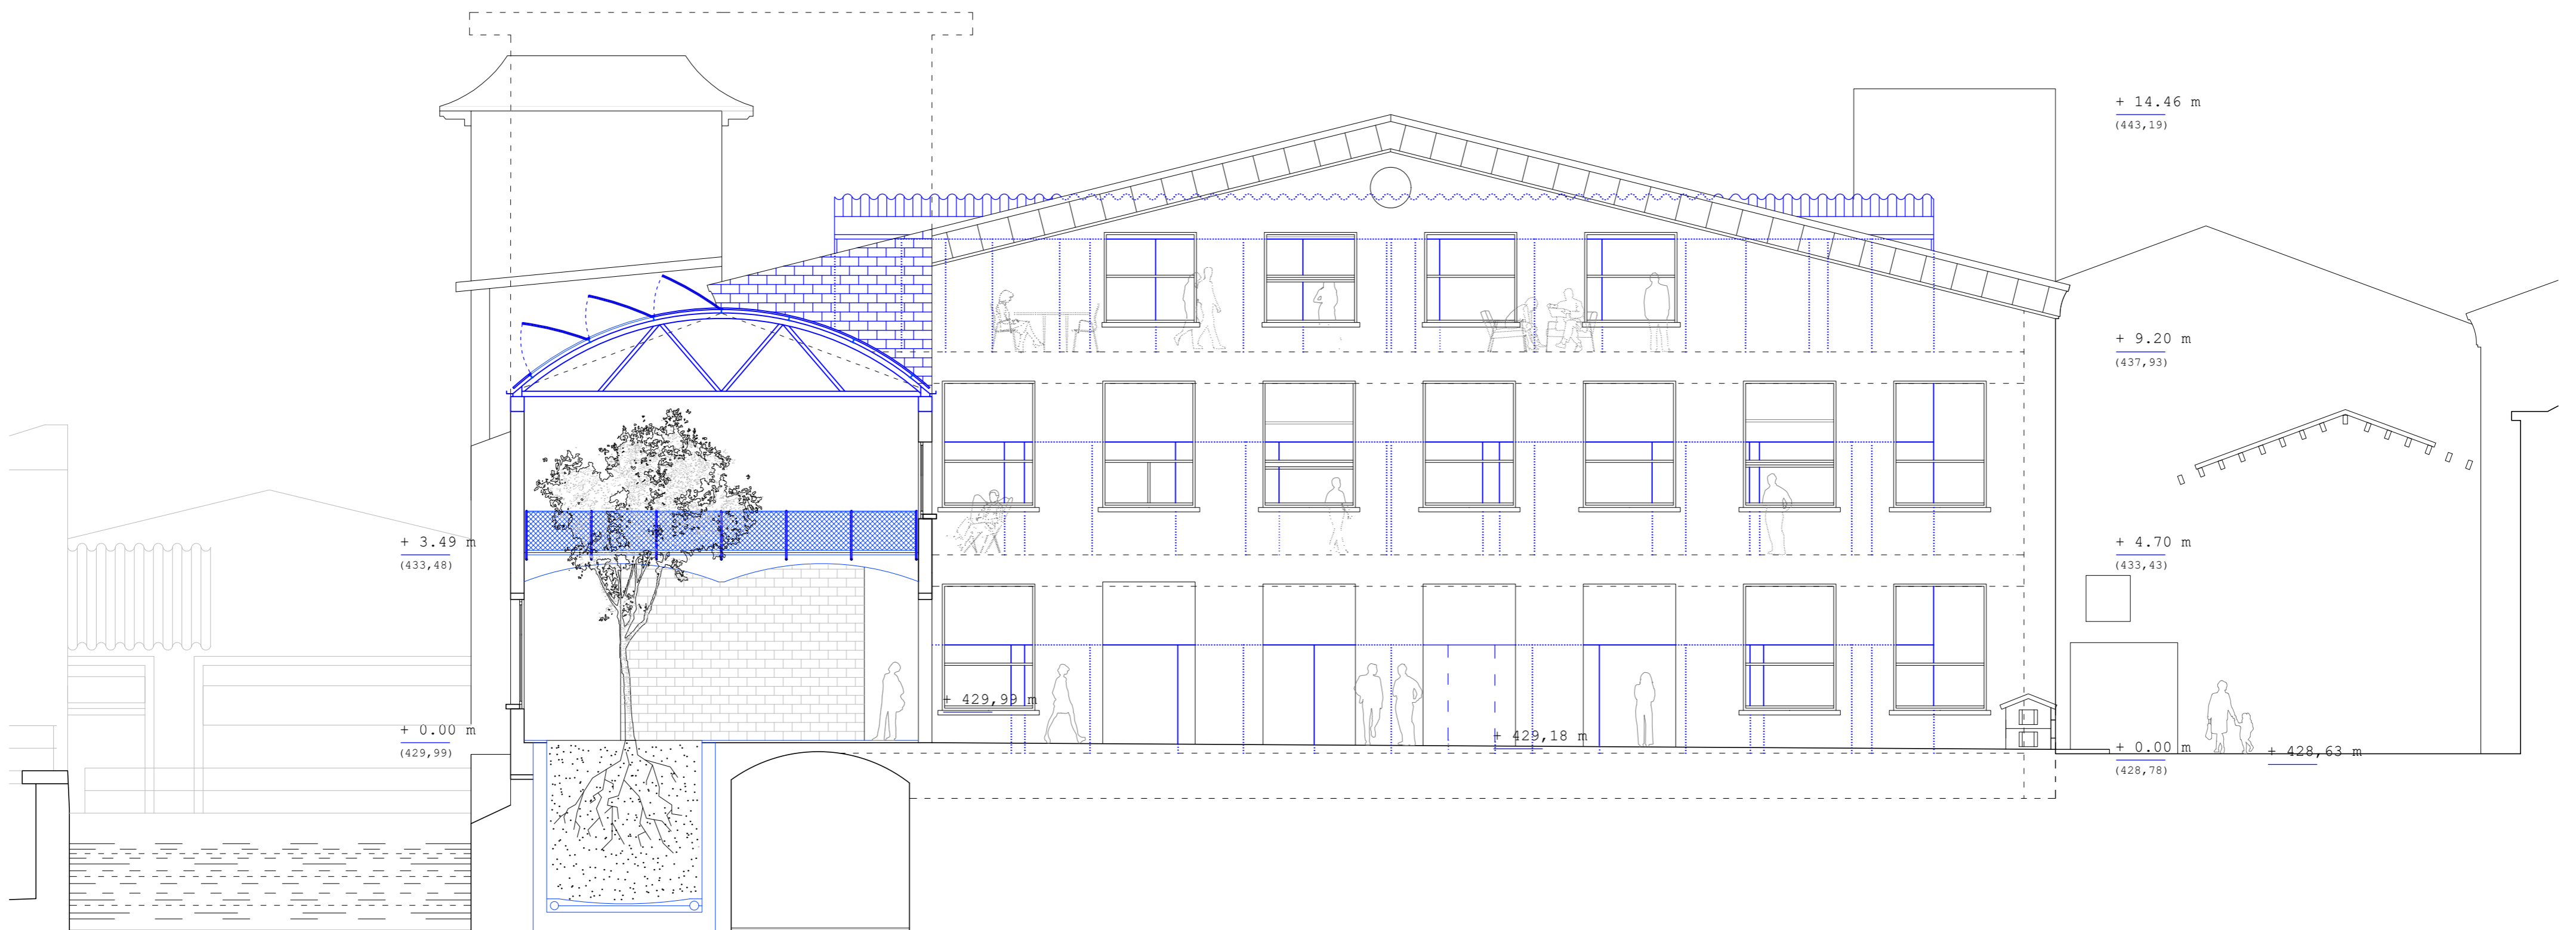 + 14.46 m
(443,19)
+ 9.20 m
(437,93)
+ 3.49 m
(433,48)
+ 4.70 m
(433,43)
+ 429,99 m
+ 0.00 m
(429,99)
+ 429,18 m
+ 0.00 m
(428,78)
+ 428,63 m